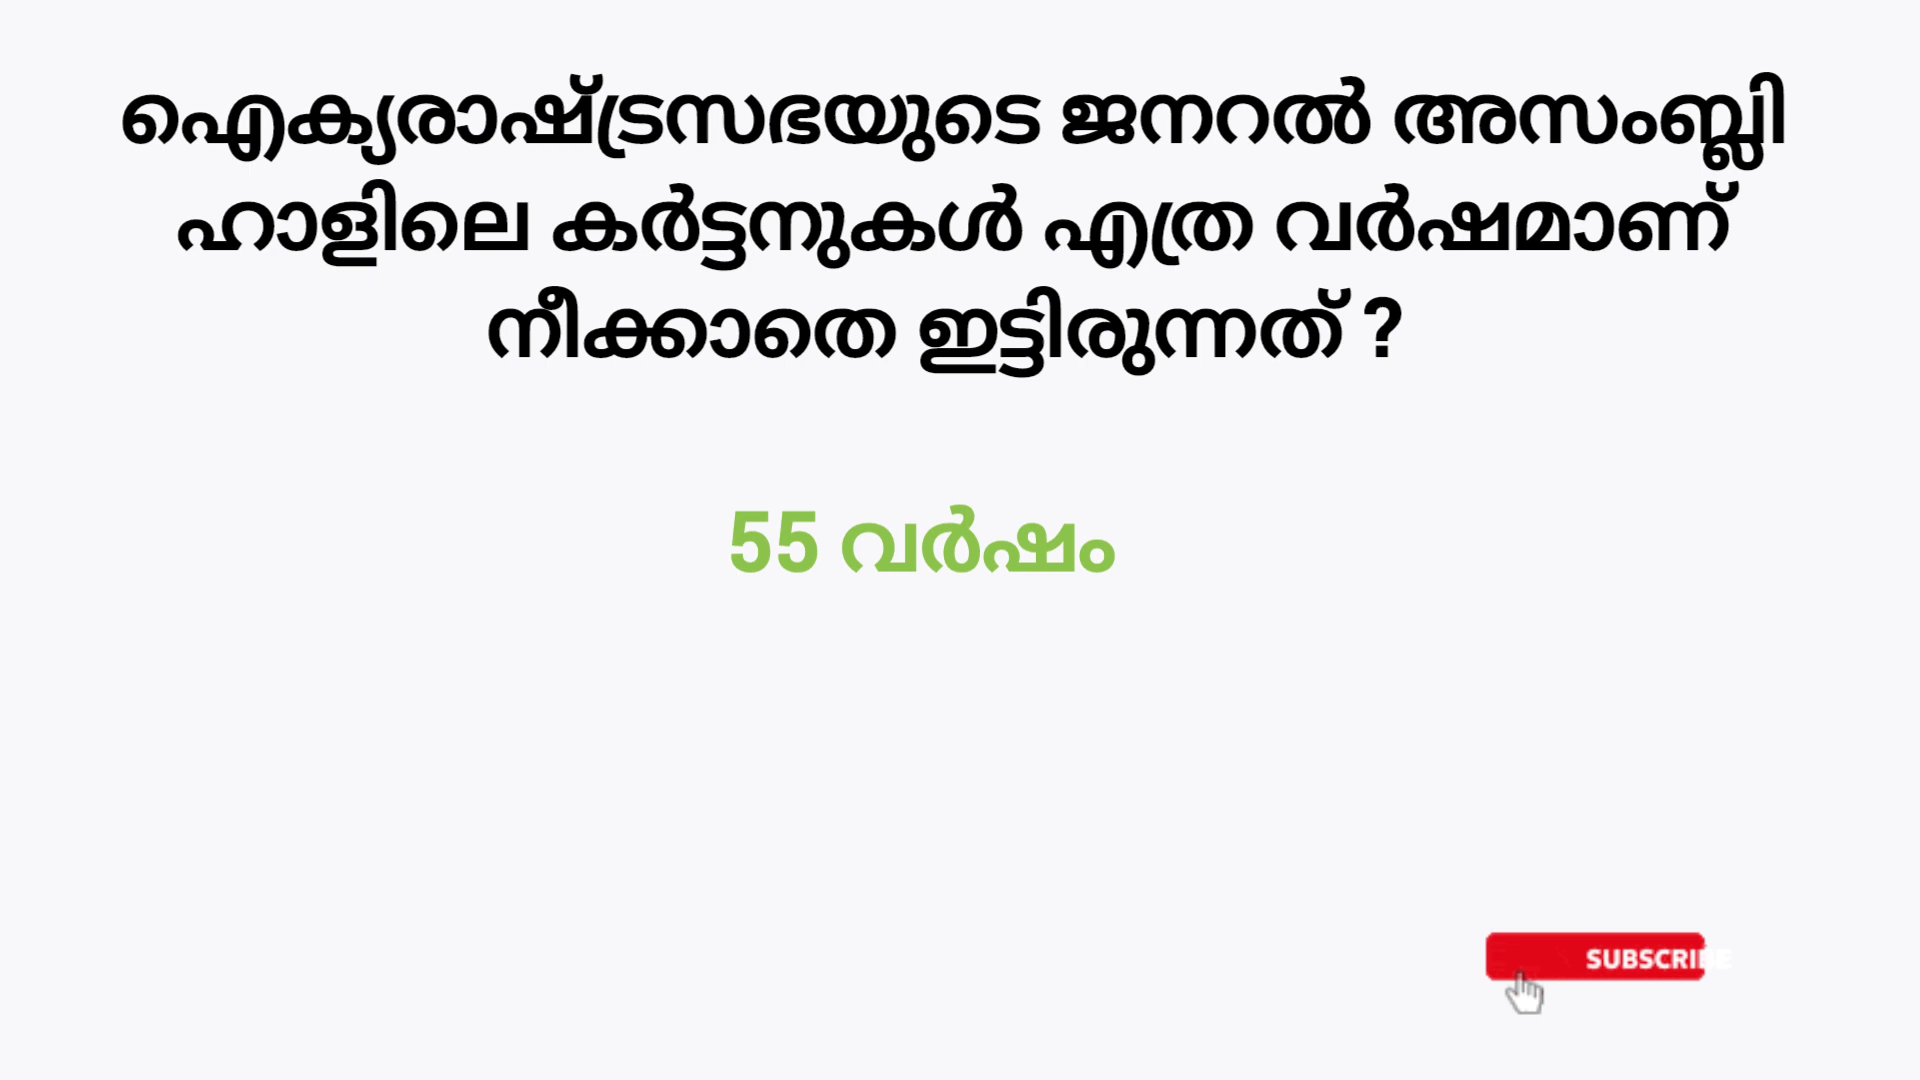 ഐക്യരാഷ്ട്രസഭയുടെ ജനറൽ അസംബ്ലി
ഹാളിലെ കർട്ടനുകൾ എത്ര വർഷമാണ്
നീക്കാതെ ഇട്ടിരുന്നത് ?
55 വർഷം
SUBSCRIBE